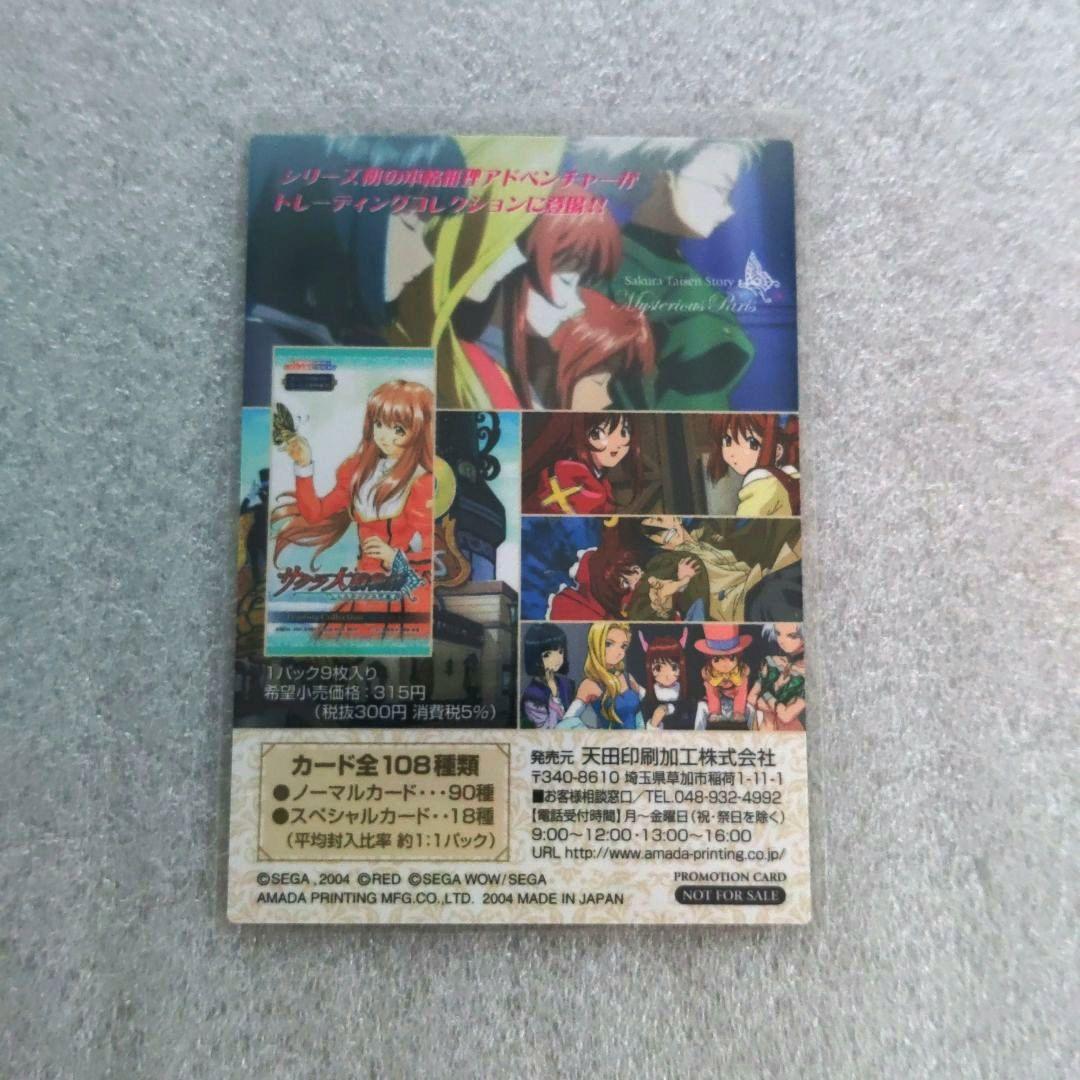 シリーズ初の本格推理アドベンチャーが
トレーディングコレクションに登場!!
Sakura Taisen Story
Mysterious Paris
サクラ大戦物語
Trading Collection
1パック9枚入り
希望小売価格:315円
(税抜300円 消費税5%)
カード全108種類
●ノーマルカード・・・90種
●スペシャルカード・・18種
(平均封入比率 約1:1パック)
発売元 天田印刷加工株式会社
〒340-8610 埼玉県草加市稲荷1-11-1
■お客様相談窓口/TEL.048-932-4992
【電話受付時間】月~金曜日(祝・祭日を除く)
9:00~12:00・13:00~16:00
URL http://www.amada-printing.co.jp/
©SEGA,2004 ©RED ©SEGA WOW/SEGA
AMADA PRINTING MFG.CO.,LTD. 2004 MADE IN JAPAN
PROMOTION CARD
NOT FOR SALE